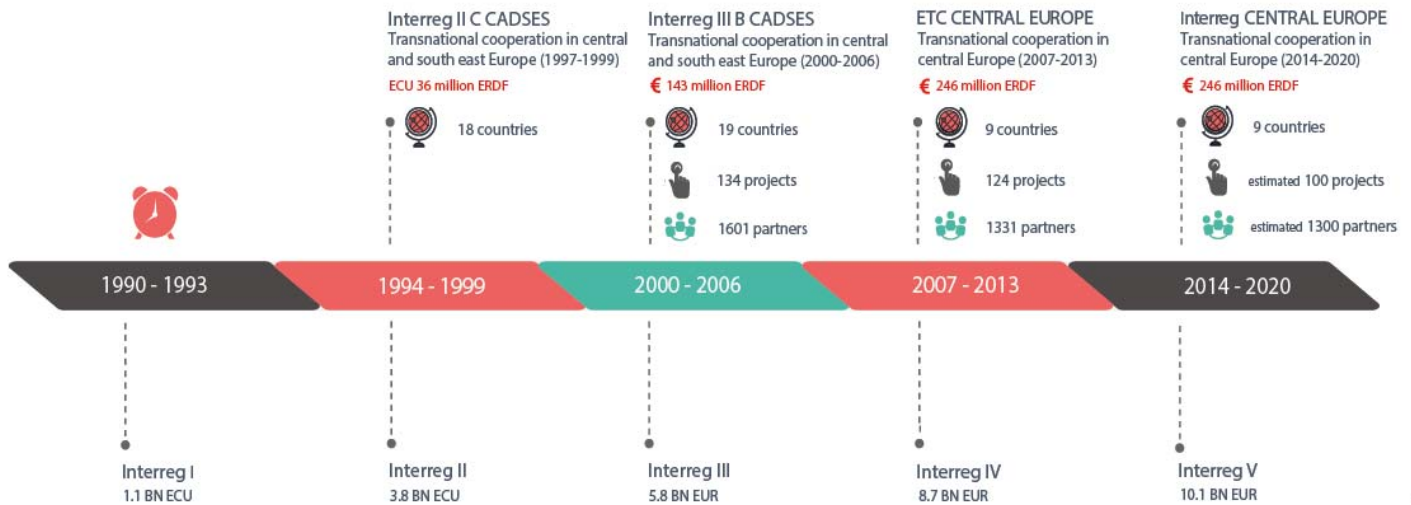 Interreg II C CADSES
Transnational cooperation in central
and south east Europe (1997-1999)
ECU 36 million ERDF
18 countries
Interreg III B CADSES
Transnational cooperation in central
and south east Europe (2000-2006)
€ 143 million ERDF
19 countries
134 projects
1601 partners
ETC CENTRAL EUROPE
Transnational cooperation in
central Europe (2007-2013)
€ 246 million ERDF
9 countries
124 projects
1331 partners
Interreg CENTRAL EUROPE
Transnational cooperation in
central Europe (2014-2020)
€ 246 million ERDF
9 countries
estimated 100 projects
estimated 1300 partners
1990 - 1993
1994 - 1999
2000 - 2006
2007 - 2013
2014 - 2020
Interreg I
1.1 BN ECU
Interreg II
3.8 BN ECU
Interreg III
5.8 BN EUR
Interreg IV
8.7 BN EUR
Interreg V
10.1 BN EUR